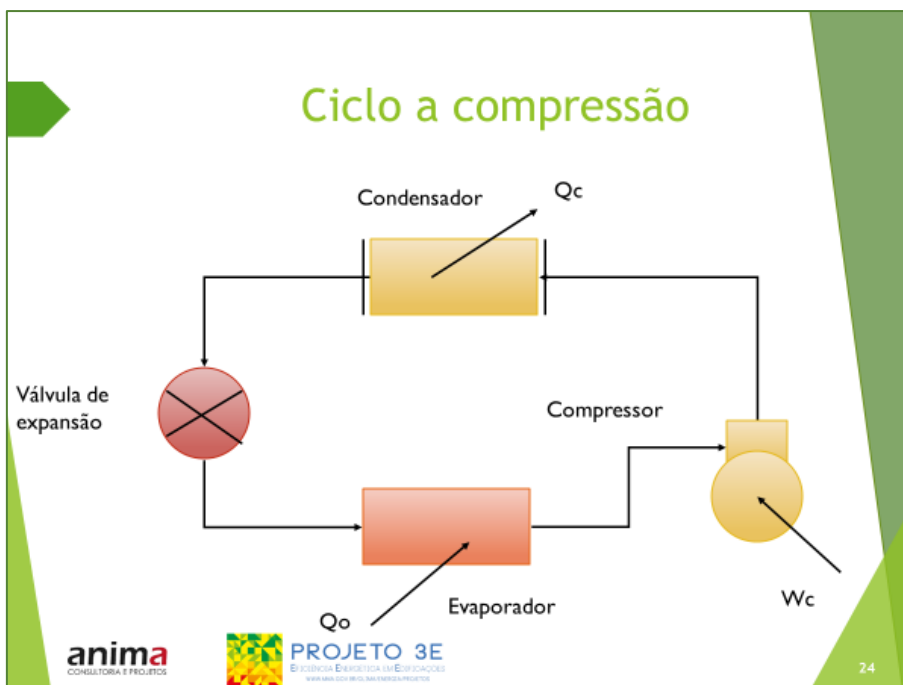 Ciclo a compressão
Condensador
Qc
Válvula de
expansão
Compressor
Qo
Evaporador
Wc
anima
CONSULTORIA E PROJETOS
PROJETO 3E
EFICIÊNCIA ENERGÉTICA EM EDIFICAÇÕES
24